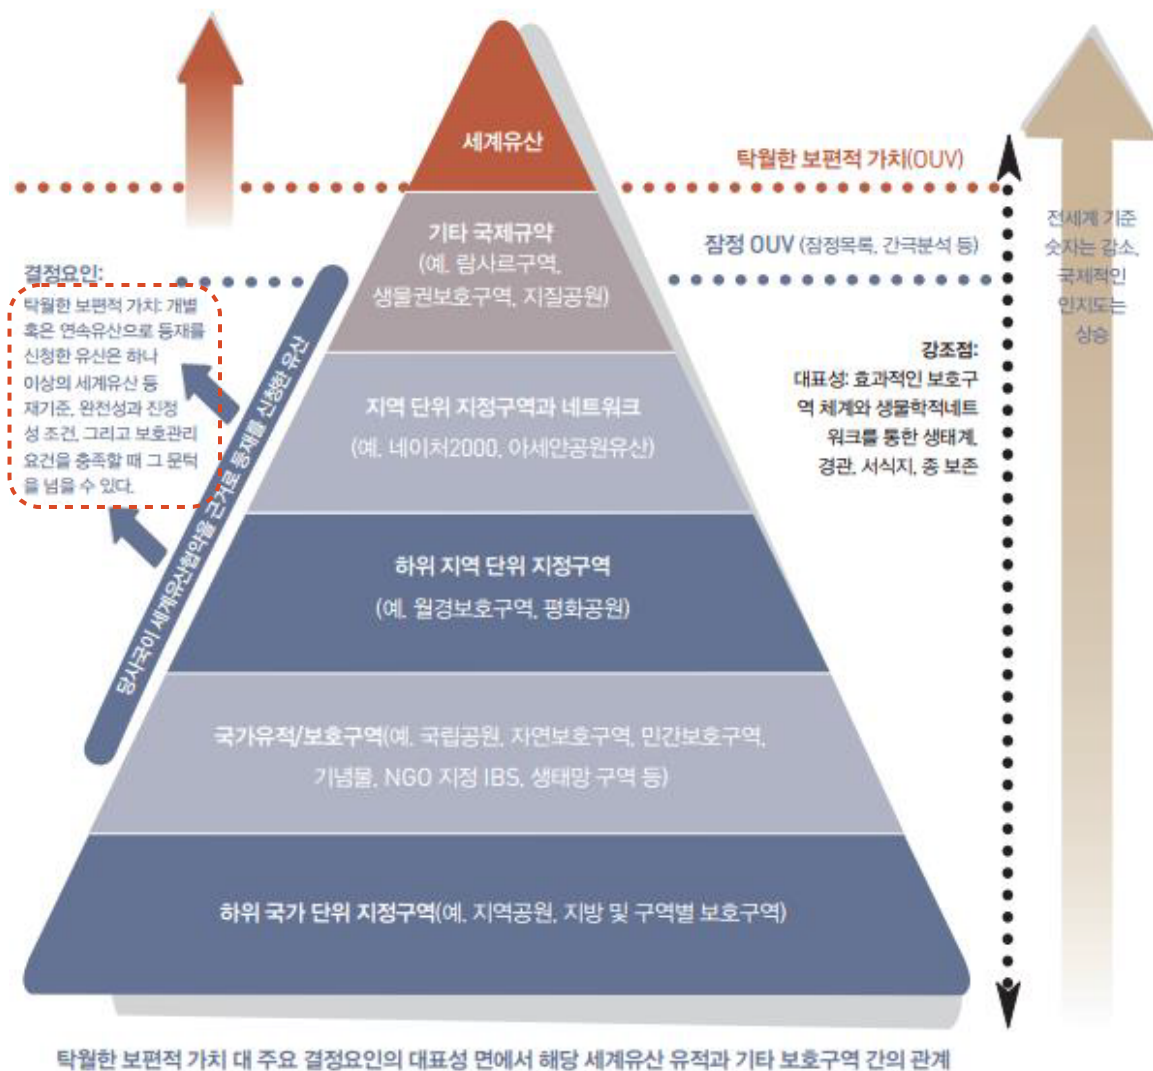 세계유산
탁월한 보편적 가치(OUV)
기타 국제규약
(예, 람사르구역,
생물권보호구역, 지질공원)
잠정 OUV (잠정목록, 간극분석 등)
전세계 기준
숫자는 감소,
국제적인
인지도는
상승
결정요인:
탁월한 보편적 가치: 개별
혹은 연속유산으로 등재를
신청한 유산은 하나
이상의 세계유산 등
재기준, 완전성과 진정
성 조건, 그리고 보호관리
요건을 충족할 때 그 문턱
을 넘을 수 있다.
당사국이 세계유산협약을 근거로 등재를 신청한 유산
강조점:
대표성: 효과적인 보호구
역 체계와 생물학적네트
워크를 통한 생태계,
경관, 서식지, 종 보존
지역 단위 지정구역과 네트워크
(예, 네이처2000, 아세안공원유산)
하위 지역 단위 지정구역
(예, 월경보호구역, 평화공원)
국가유적/보호구역(예, 국립공원, 자연보호구역, 민간보호구역,
기념물, NGO 지정 IBS, 생태망 구역 등)
하위 국가 단위 지정구역(예, 지역공원, 지방 및 구역별 보호구역)
탁월한 보편적 가치 대 주요 결정요인의 대표성 면에서 해당 세계유산 유적과 기타 보호구역 간의 관계